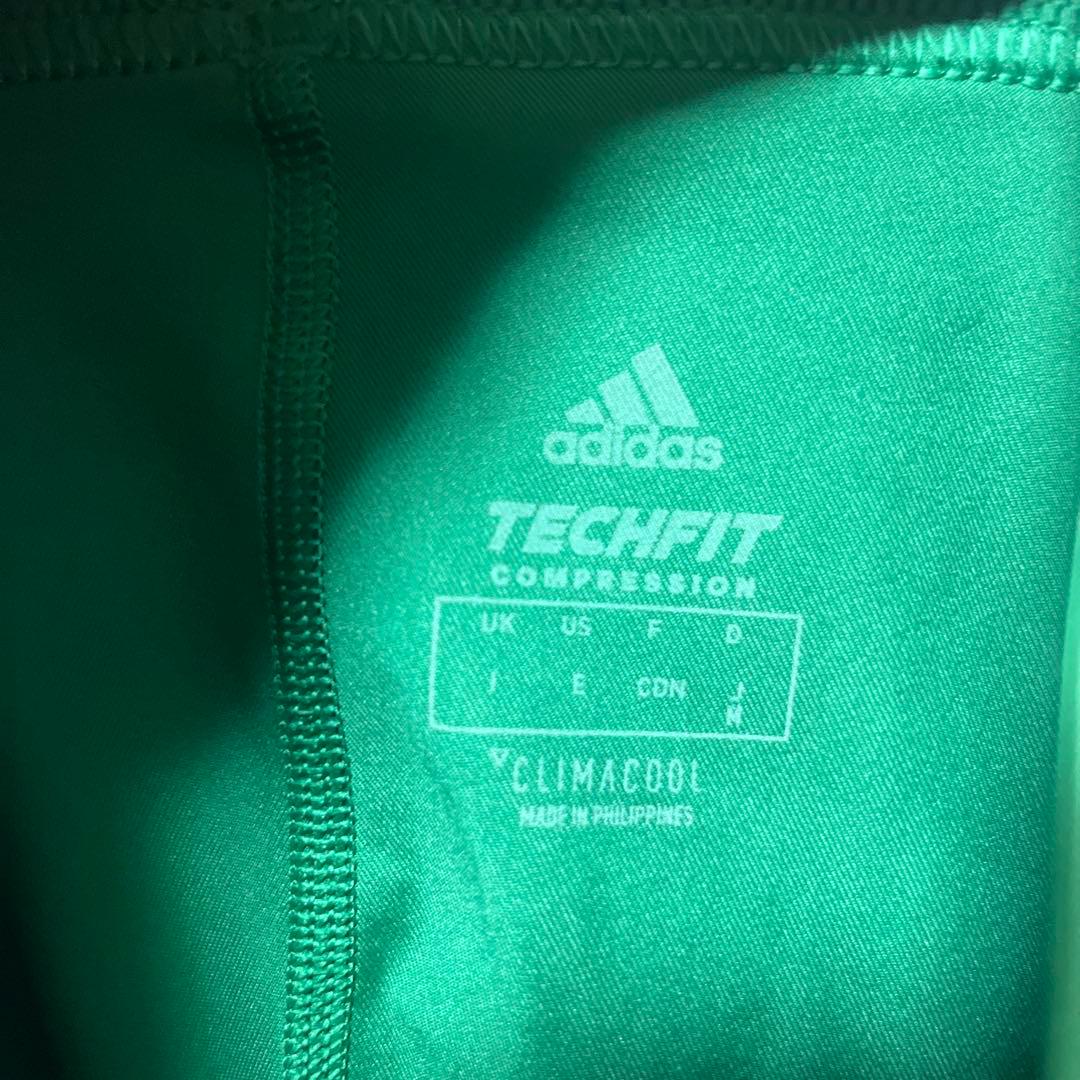 adidas
TECHFIT
COMPRESSION
UK US F D
I E CDN J
M
CLIMACOOL
MADE IN PHILIPPINES